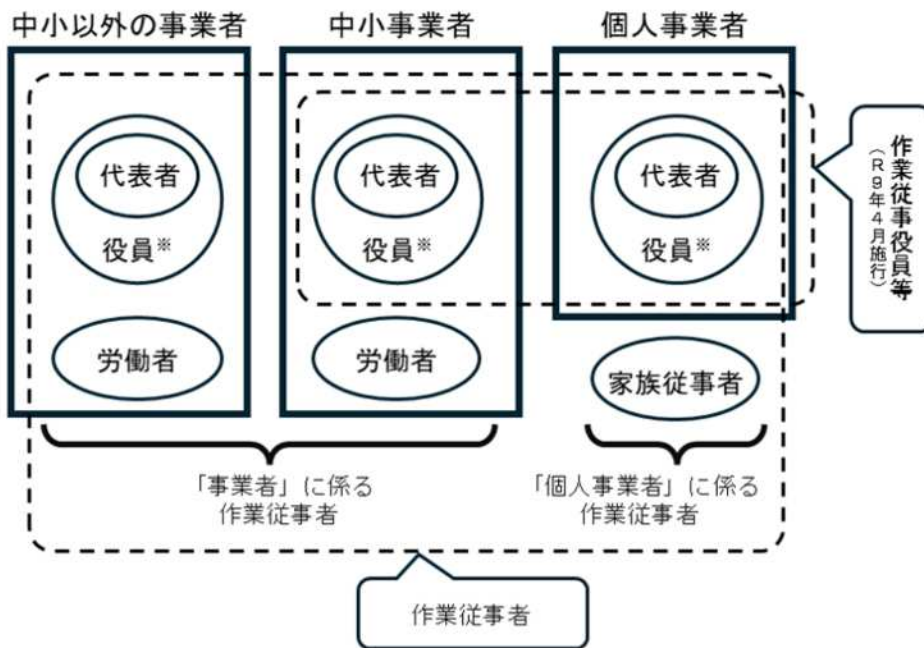 中小以外の事業者
中小事業者
個人事業者
代表者
役員※
労働者
代表者
役員※
労働者
代表者
役員※
家族従事者
作業従事役員等
（R9年4月施行）
「事業者」に係る
作業従事者
「個人事業者」に係る
作業従事者
作業従事者